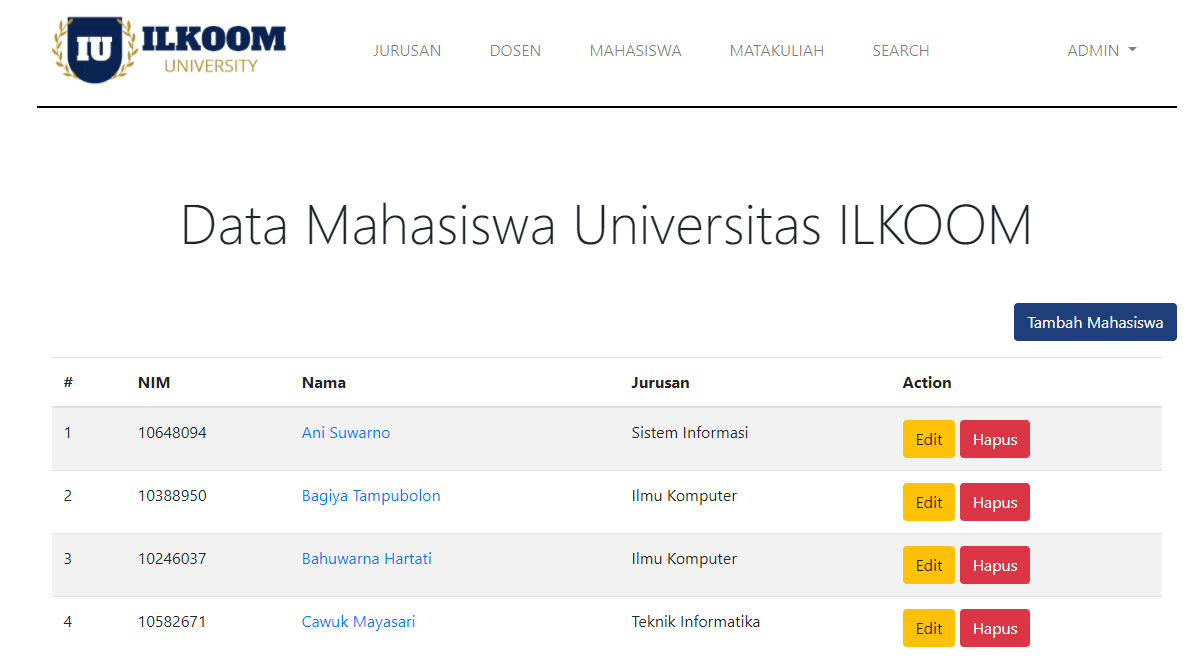 IU ILKOOM
UNIVERSITY
JURUSAN DOSEN MAHASISWA MATAKULIAH SEARCH ADMIN
Data Mahasiswa Universitas ILKOOM
Tambah Mahasiswa
# NIM Nama Jurusan Action
1 10648094 Ani Suwarno Sistem Informasi Edit Hapus
2 10388950 Bagiya Tampubolon Ilmu Komputer Edit Hapus
3 10246037 Bahuwarna Hartati Ilmu Komputer Edit Hapus
4 10582671 Cawuk Mayasari Teknik Informatika Edit Hapus